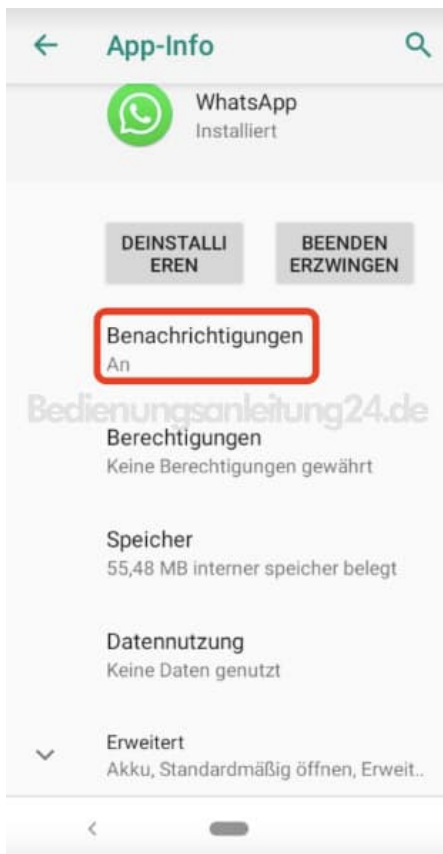 App-Info
WhatsApp
Installiert
DEINSTALLI
EREN
BEENDEN
ERZWINGEN
Benachrichtigungen
An
Bedienungsanleitung24.de
Berechtigungen
Keine Berechtigungen gewährt
Speicher
55,48 MB interner speicher belegt
Datennutzung
Keine Daten genutzt
Erweitert
Akku, Standardmäßig öffnen, Erweit..